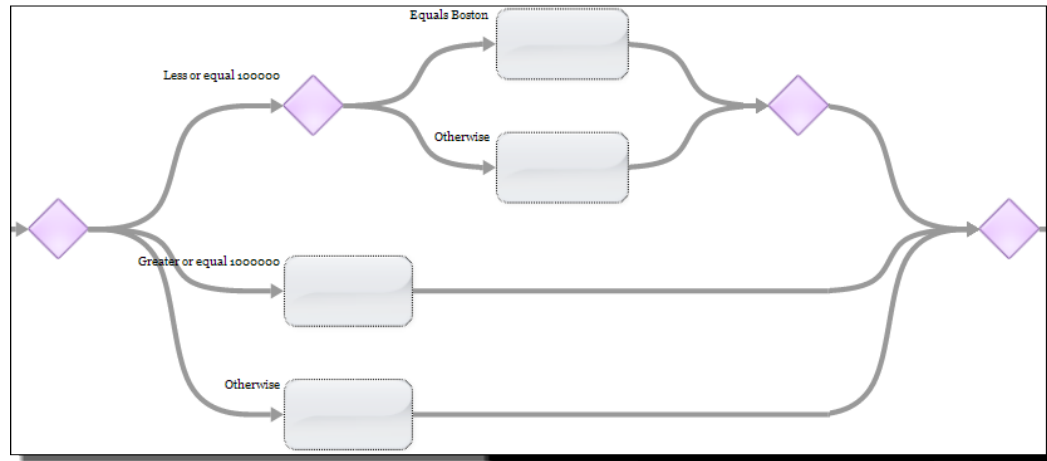 Equals Boston
Less or equal 100000
Otherwise
Greater or equal 1000000
Otherwise